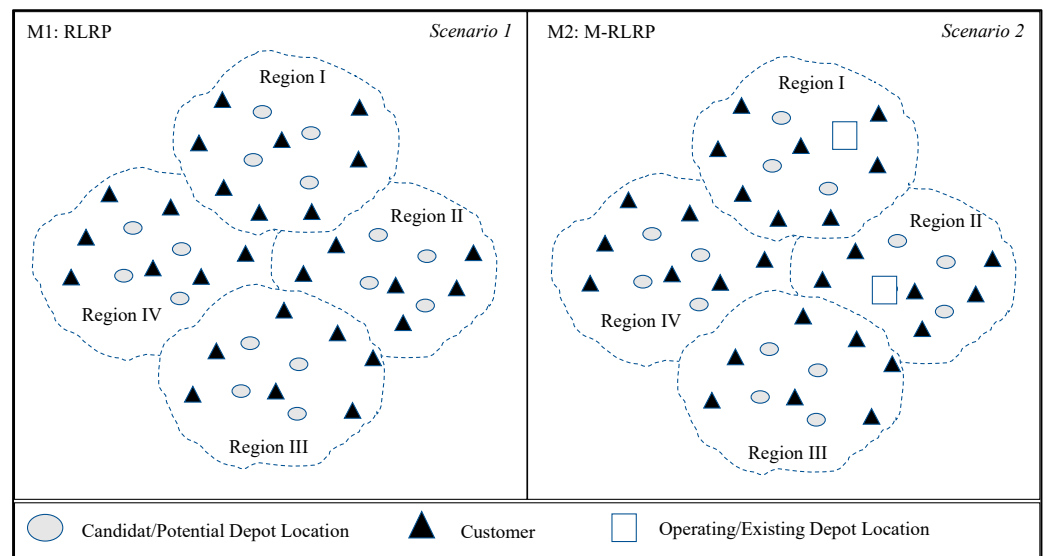 M1: RLRP
Scenario 1
Region I
Region II
Region IV
Region III
M2: M-RLRP
Scenario 2
Region I
Region II
Region IV
Region III
Candidat/Potential Depot Location
Customer
Operating/Existing Depot Location